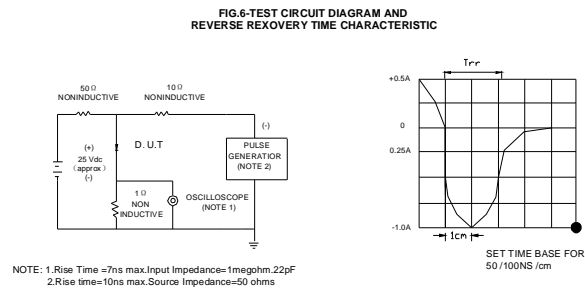 FIG.6-TEST CIRCUIT DIAGRAM AND
REVERSE REXOVERY TIME CHARACTERISTIC
50Ω
NONINDUCTIVE
10Ω
NONINDUCTIVE
(+)
25 Vdc
(approx)
(-)
D.U.T
1Ω
NON
INDUCTIVE
OSCILLOSCOPE
(NOTE 1)
(-)
PULSE
GENERATIOR
(NOTE 2)
NOTE: 1.Rise Time =7ns max.Input Impedance=1megohm.22pF
2.Rise time=10ns max.Source Impedance=50 ohms
Trr
+0.5A
0
0.25A
-1.0A
1cm
SET TIME BASE FOR
50 /100NS /cm